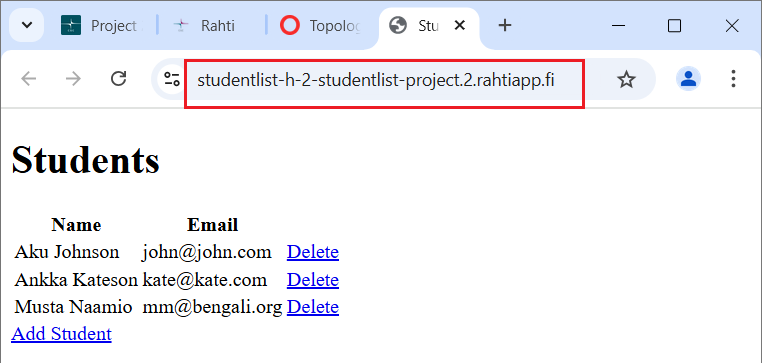 Project
Rahti
Topolog
Stu
studentlist-h-2-studentlist-project.2.rahtiapp.fi
Students
Name Email
Aku Johnson john@john.com Delete
Ankka Kateson kate@kate.com Delete
Musta Naamio mm@bengali.org Delete
Add Student